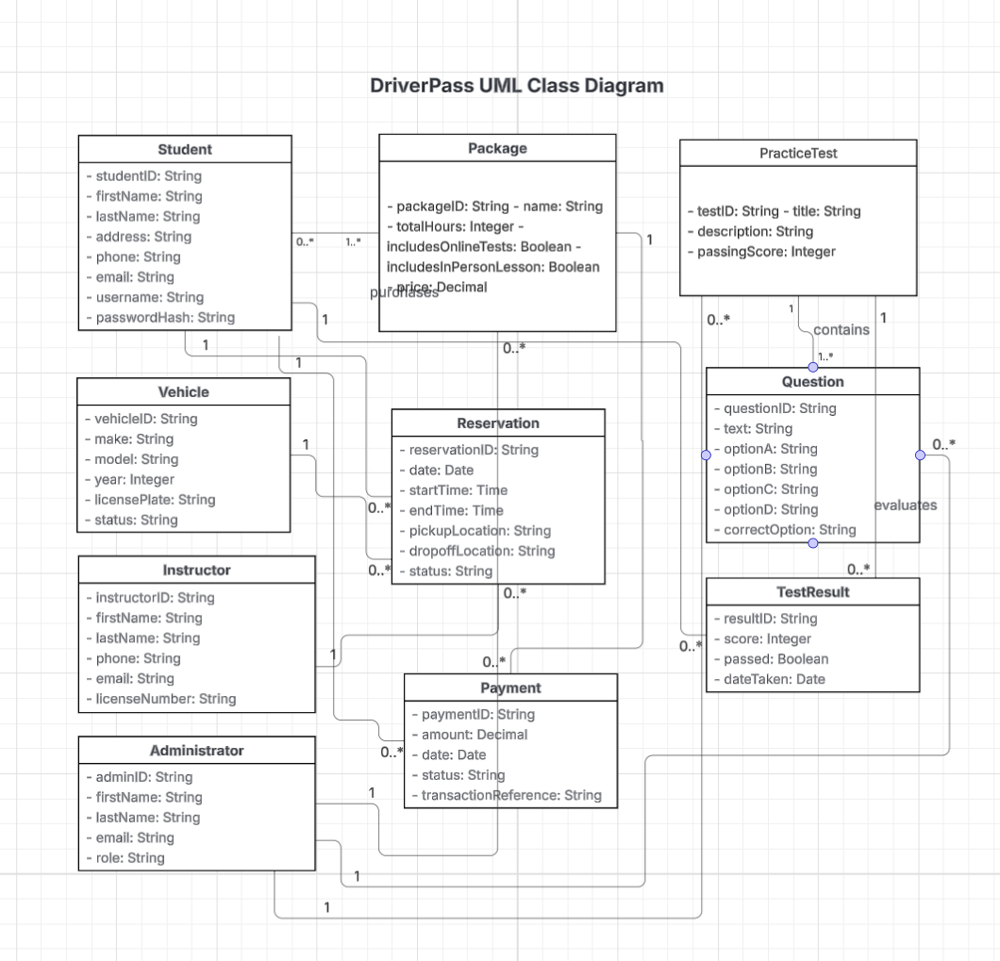 DriverPass UML Class Diagram
Student
- studentID: String
- firstName: String
- lastName: String
- address: String
- phone: String
- email: String
- username: String
- passwordHash: String
0..*
1..*
Package
- packageID: String - name: String
- totalHours: Integer -
includesOnlineTests: Boolean -
includesInPersonLesson: Boolean
- price: Decimal
purchases
1
PracticeTest
- testID: String - title: String
- description: String
- passingScore: Integer
1
1
1
0..*
0..*
1
contains
1..*
1
Vehicle
- vehicleID: String
- make: String
- model: String
- year: Integer
- licensePlate: String
- status: String
1
0..*
0..*
Reservation
- reservationID: String
- date: Date
- startTime: Time
- endTime: Time
- pickupLocation: String
- dropoffLocation: String
- status: String
0..*
Question
- questionID: String
- text: String
- optionA: String
- optionB: String
- optionC: String
- optionD: String
- correctOption: String
0..*
evaluates
0..*
Instructor
- instructorID: String
- firstName: String
- lastName: String
- phone: String
- email: String
- licenseNumber: String
1
0..*
0..*
TestResult
- resultID: String
- score: Integer
- passed: Boolean
- dateTaken: Date
Payment
- paymentID: String
- amount: Decimal
- date: Date
- status: String
- transactionReference: String
0..*
Administrator
- adminID: String
- firstName: String
- lastName: String
- email: String
- role: String
1
1
1